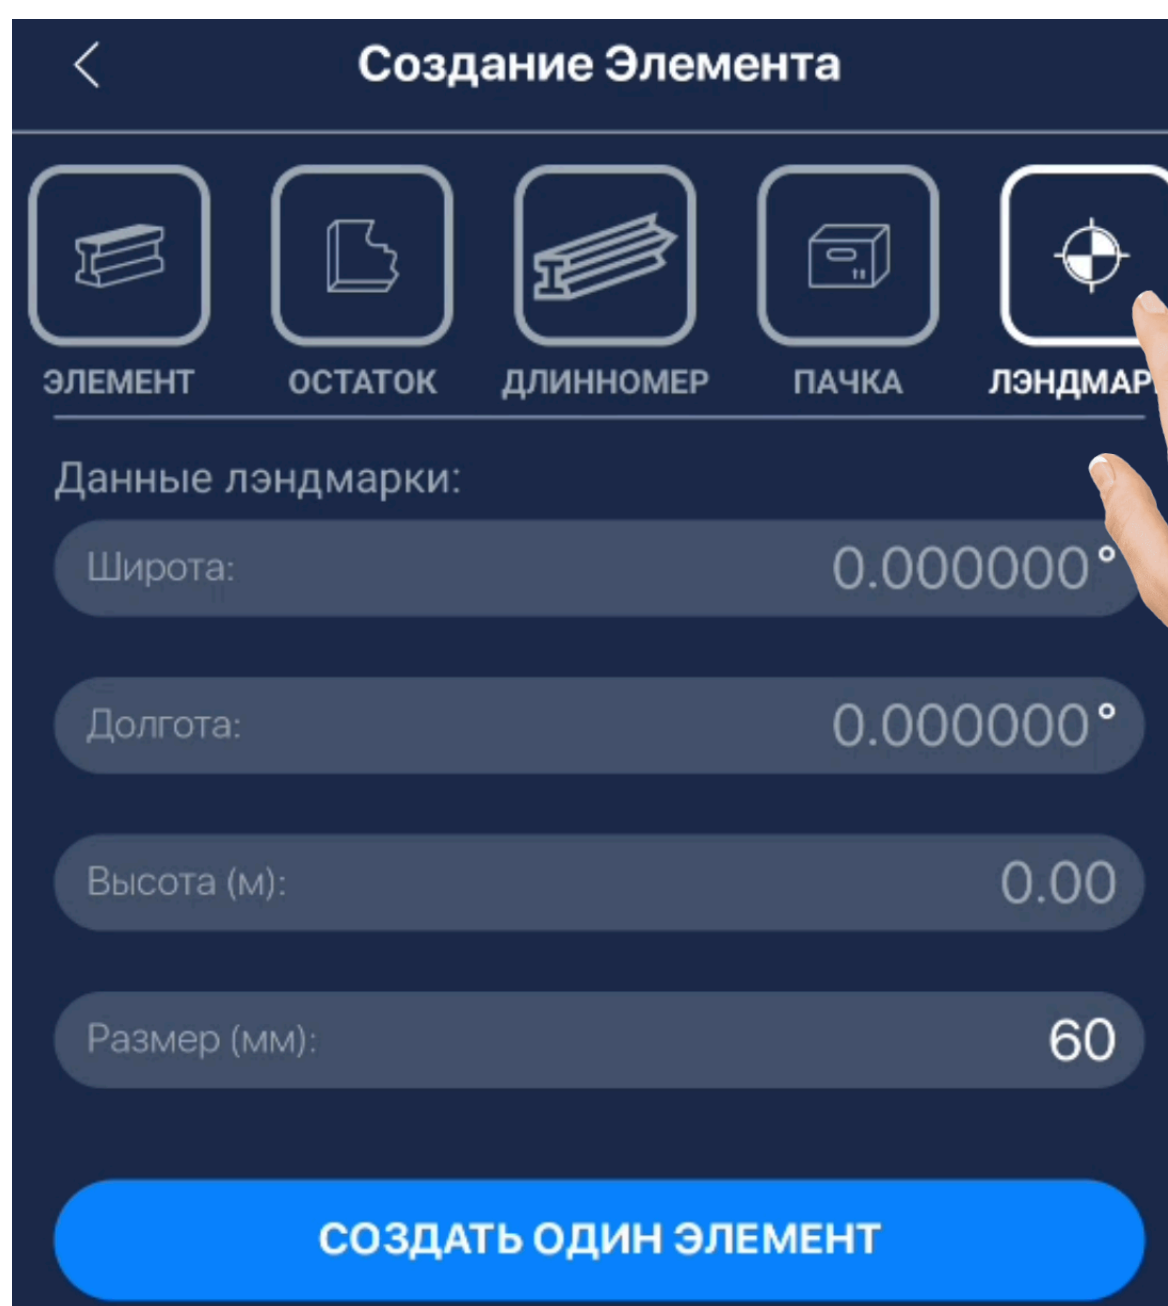 Создание Элемента
ЭЛЕМЕНТ ОСТАТОК ДЛИННОМЕР ПАЧКА ЛЭНДМАР
Данные лэндмарки:
Широта: 0.000000°
Долгота: 0.000000°
Высота (м): 0.00
Размер (мм): 60
СОЗДАТЬ ОДИН ЭЛЕМЕНТ